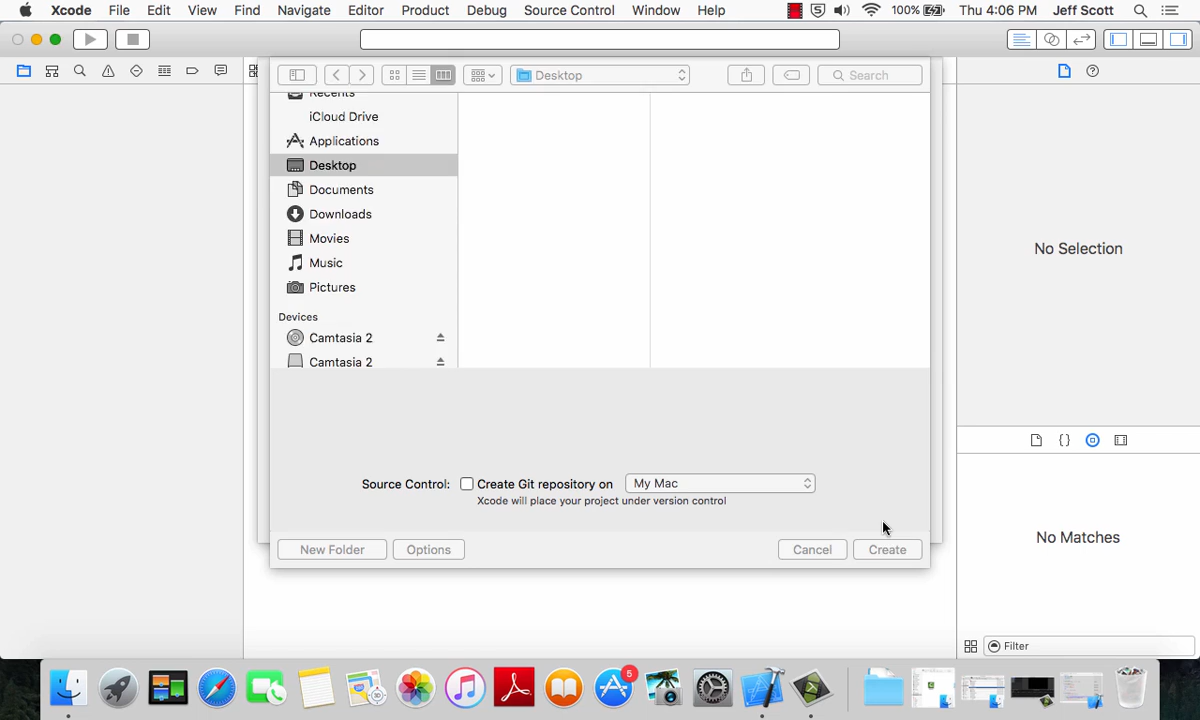 Xcode File Edit View Find Navigate Editor Product Debug Source Control Window Help 100% Thu 4:06 PM Jeff Scott
Desktop
Search
Recents
iCloud Drive
Applications
Desktop
Documents
Downloads
Movies
Music
Pictures
Devices
Camtasia 2
Camtasia 2
No Selection
Source Control: Create Git repository on My Mac
Xcode will place your project under version control
No Matches
New Folder Options Cancel Create
Filter
5